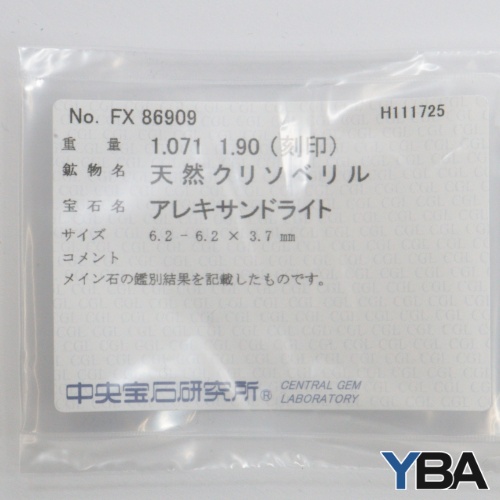 No. FX 86909 H111725
重量 1.071 1.90 (刻印)
鉱物名 天然クリソベリル
宝石名 アレキサンドライト
サイズ 6.2 - 6.2 × 3.7 mm
コメント
メイン石の鑑別結果を記載したものです。
中央宝石研究所® CENTRAL GEM
LABORATORY
YBA